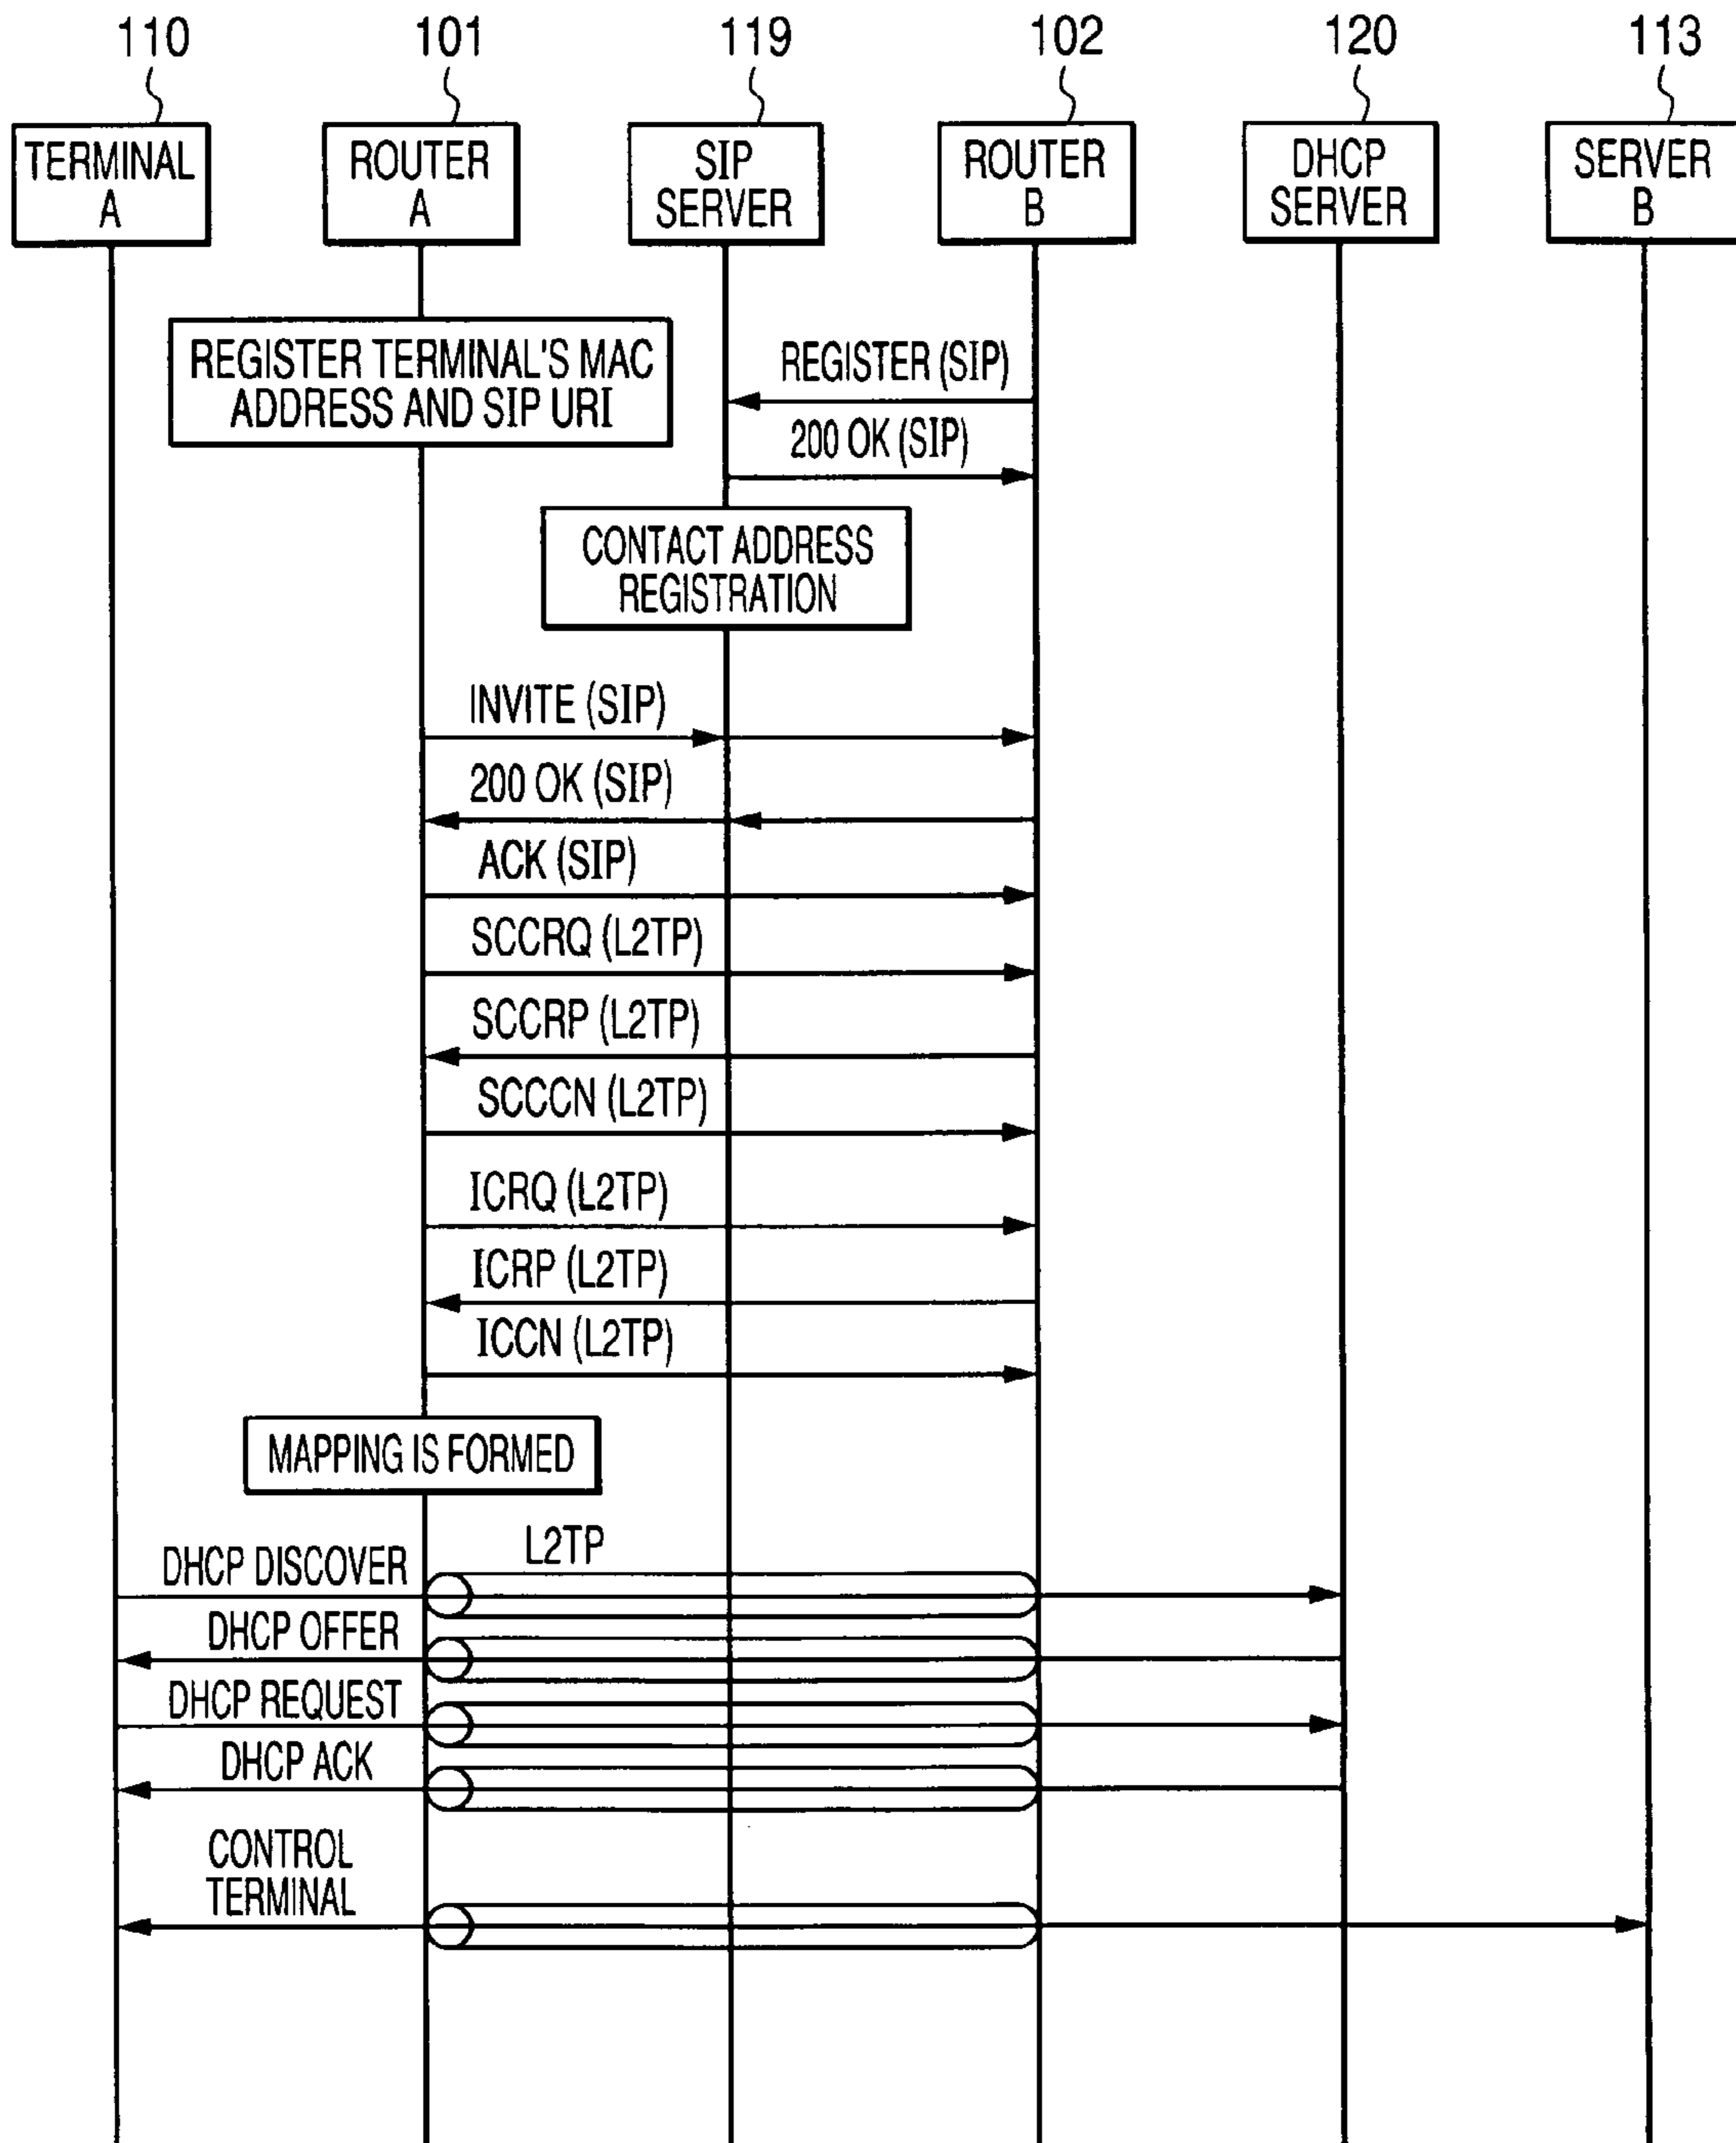 110 101 119 102 120 113
TERMINAL
A
ROUTER
A
SIP
SERVER
ROUTER
B
DHCP
SERVER
SERVER
B
REGISTER TERMINAL'S MAC
ADDRESS AND SIP URI
REGISTER (SIP)
200 OK (SIP)
CONTACT ADDRESS
REGISTRATION
INVITE (SIP)
200 OK (SIP)
ACK (SIP)
SCCRQ (L2TP)
SCCRP (L2TP)
SCCCN (L2TP)
ICRQ (L2TP)
ICRP (L2TP)
ICCN (L2TP)
MAPPING IS FORMED
L2TP
DHCP DISCOVER
DHCP OFFER
DHCP REQUEST
DHCP ACK
CONTROL
TERMINAL